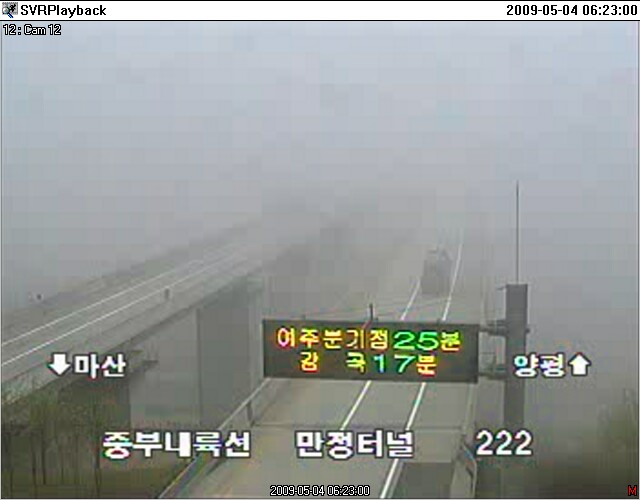 SVRPlayback 2009-05-04 06:23:00
12: Cam12
여주분기점25분
감 곡17분
마산
양평
중부내륙선 만정터널 222
2009-05-04 06:23:00 M